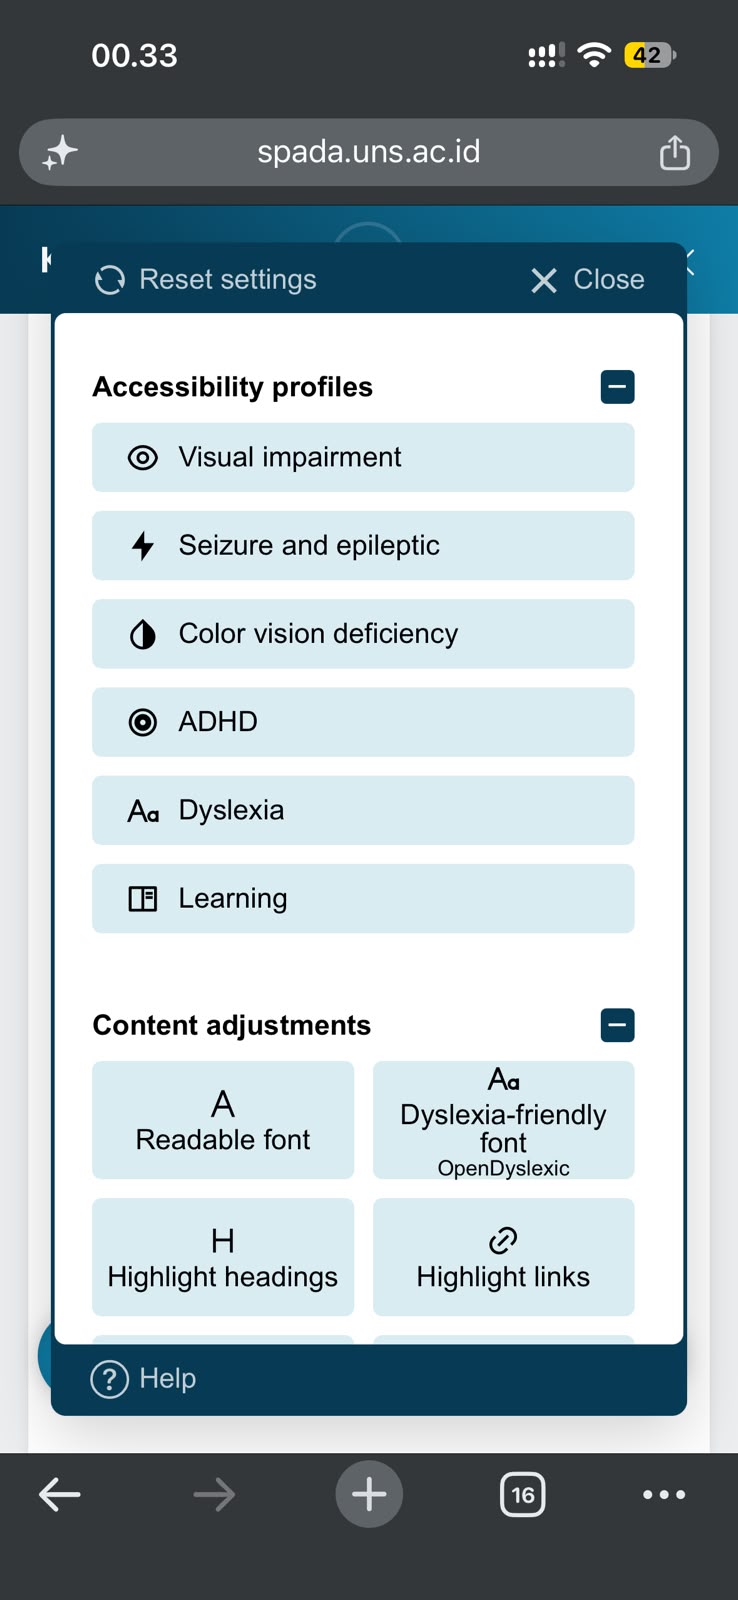 00.33
42
spada.uns.ac.id
Reset settings
Close
Accessibility profiles
Visual impairment
Seizure and epileptic
Color vision deficiency
ADHD
Aa Dyslexia
Learning
Content adjustments
A
Readable font
Aa
Dyslexia-friendly
font
OpenDyslexic
H
Highlight headings
Highlight links
? Help
16